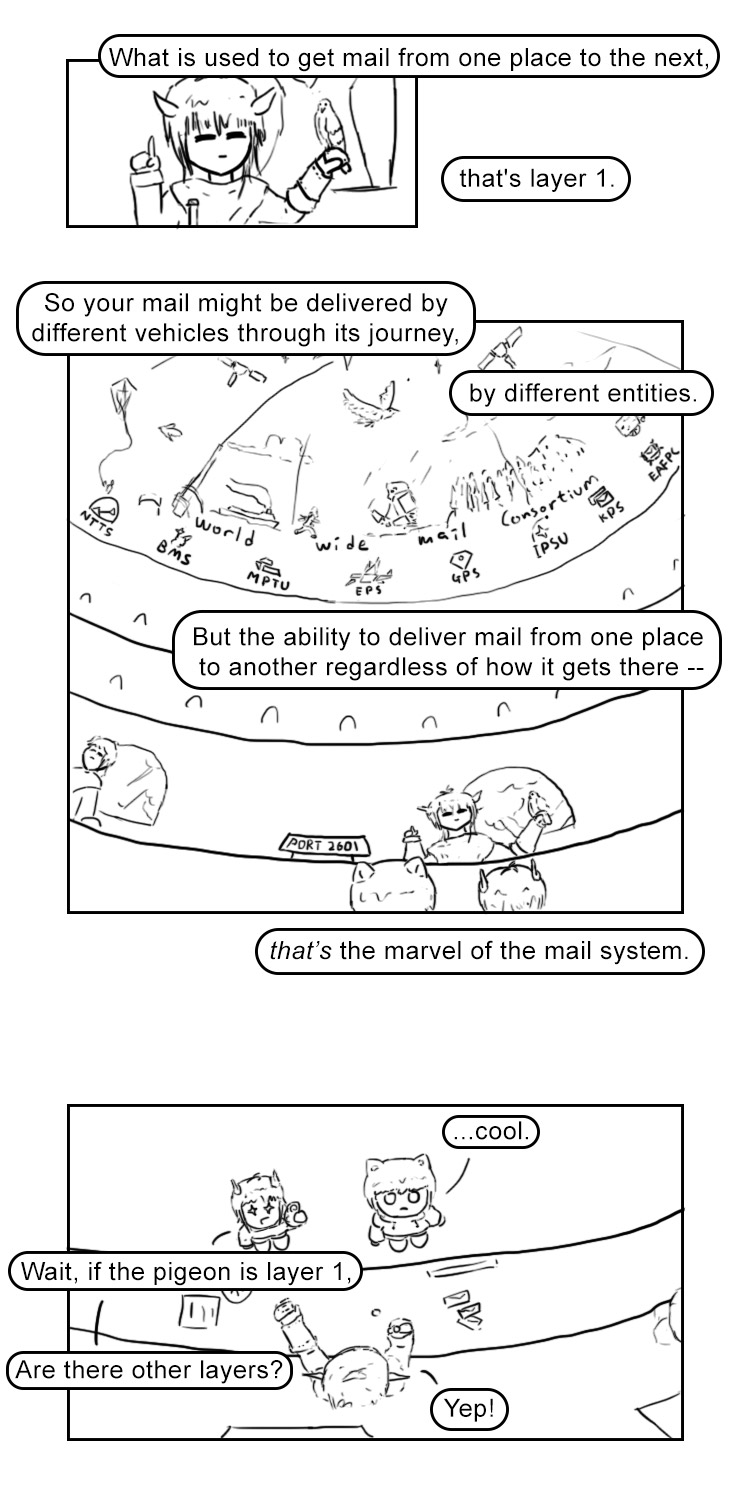 What is used to get mail from one place to the next,
that's layer 1.
So your mail might be delivered by
different vehicles through its journey,
by different entities.
NTTS
BMS
MPTU
EPS
GPS
IPSU
KPS
EAFPC
World wide mail Consortium
But the ability to deliver mail from one place
to another regardless of how it gets there --
PORT 2601
that's the marvel of the mail system.
...cool.
Wait, if the pigeon is layer 1,
Are there other layers?
Yep!